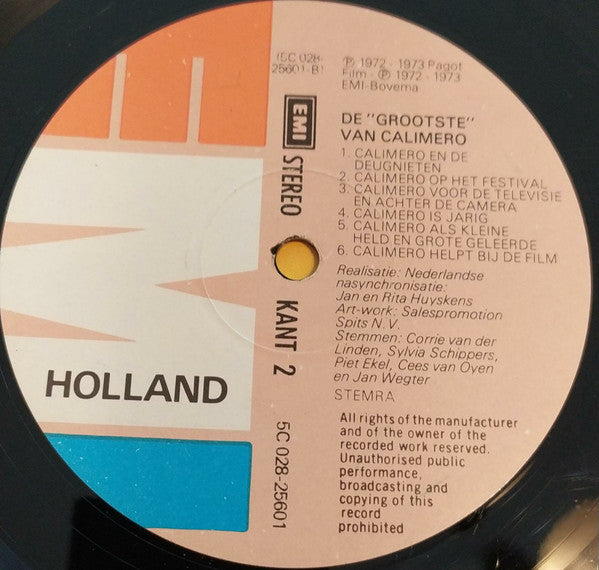 (5C 028-
25601-B)
℗ 1972 - 1973 Pagot
Film - ℗ 1972 - 1973
EMI-Bovema
DE "GROOTSTE"
VAN CALIMERO
1. CALIMERO EN DE
DEUGNIETEN
2. CALIMERO OP HET FESTIVAL
3. CALIMERO VOOR DE TELEVISIE
EN ACHTER DE CAMERA
4. CALIMERO IS JARIG
5. CALIMERO ALS KLEINE
HELD EN GROTE GELEERDE
6. CALIMERO HELPT BIJ DE FILM
Realisatie: Nederlandse
nasynchronisatie:
Jan en Rita Huyskens
Art-work: Salespromotion
Spits N.V.
Stemmen: Corrie van der
Linden, Sylvia Schippers,
Piet Ekel, Cees van Oyen
en Jan Wegter
STEMRA
All rights of the manufacturer
and of the owner of the
recorded work reserved.
Unauthorised public
performance,
broadcasting and
copying of this
record
prohibited
EMI STEREO KANT 2 5C 028-25601
EMI
HOLLAND